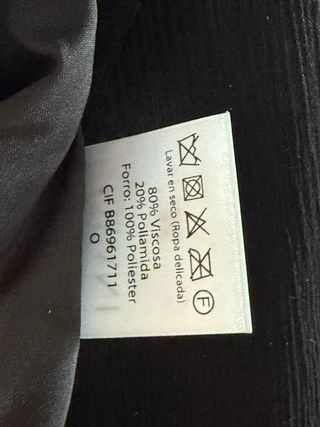 F
Lavar en seco (Ropa delicada)
80% Viscosa
20% Poliamida
Forro: 100% Poliester
CIF B86961711
O